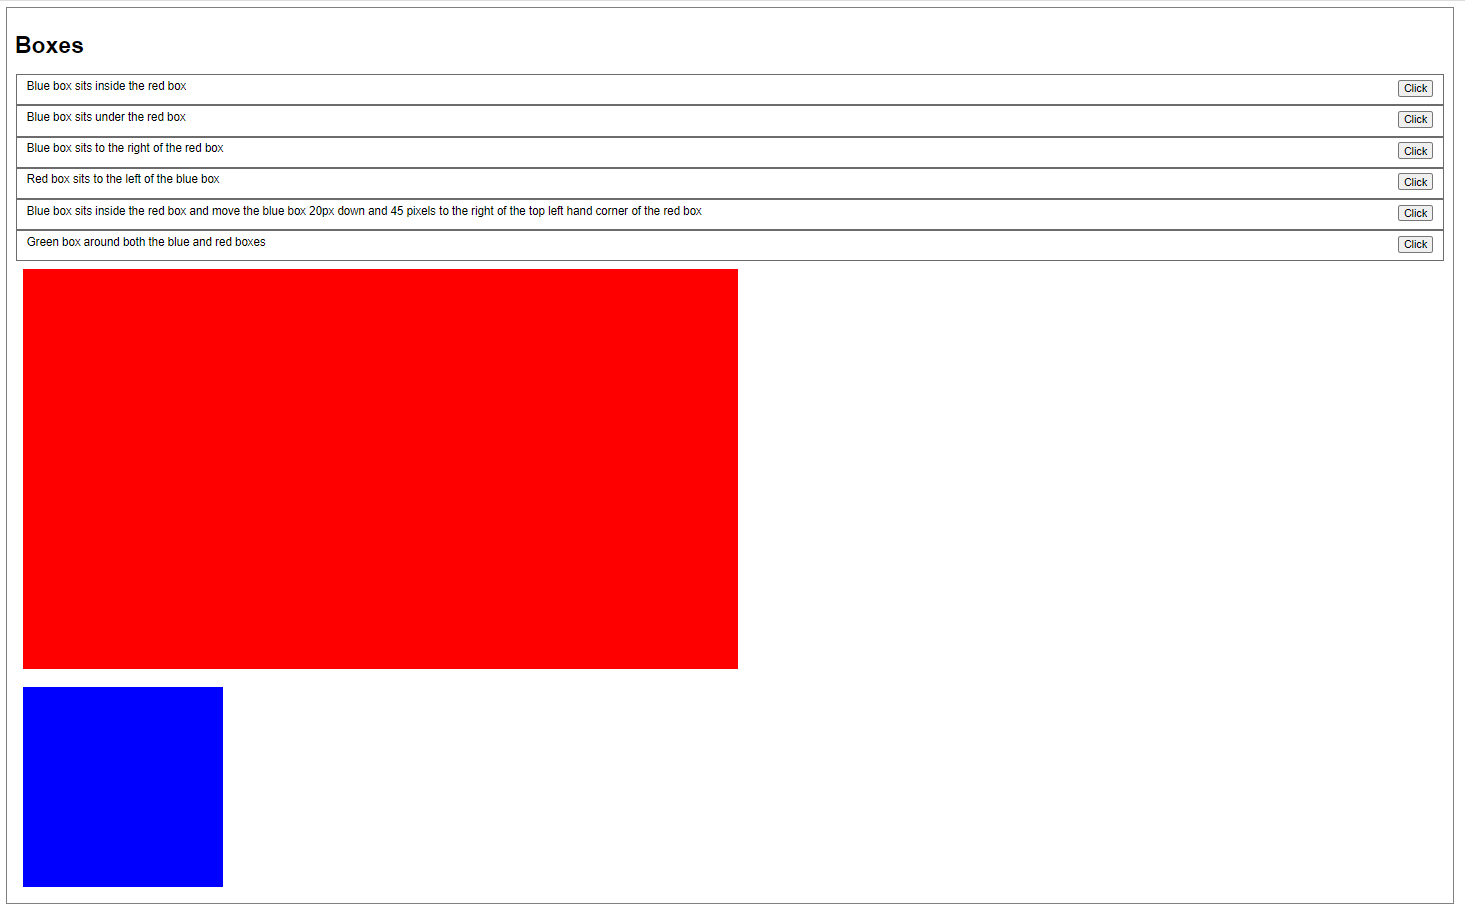 Boxes
Blue box sits inside the red box Click
Blue box sits under the red box Click
Blue box sits to the right of the red box Click
Red box sits to the left of the blue box Click
Blue box sits inside the red box and move the blue box 20px down and 45 pixels to the right of the top left hand corner of the red box Click
Green box around both the blue and red boxes Click